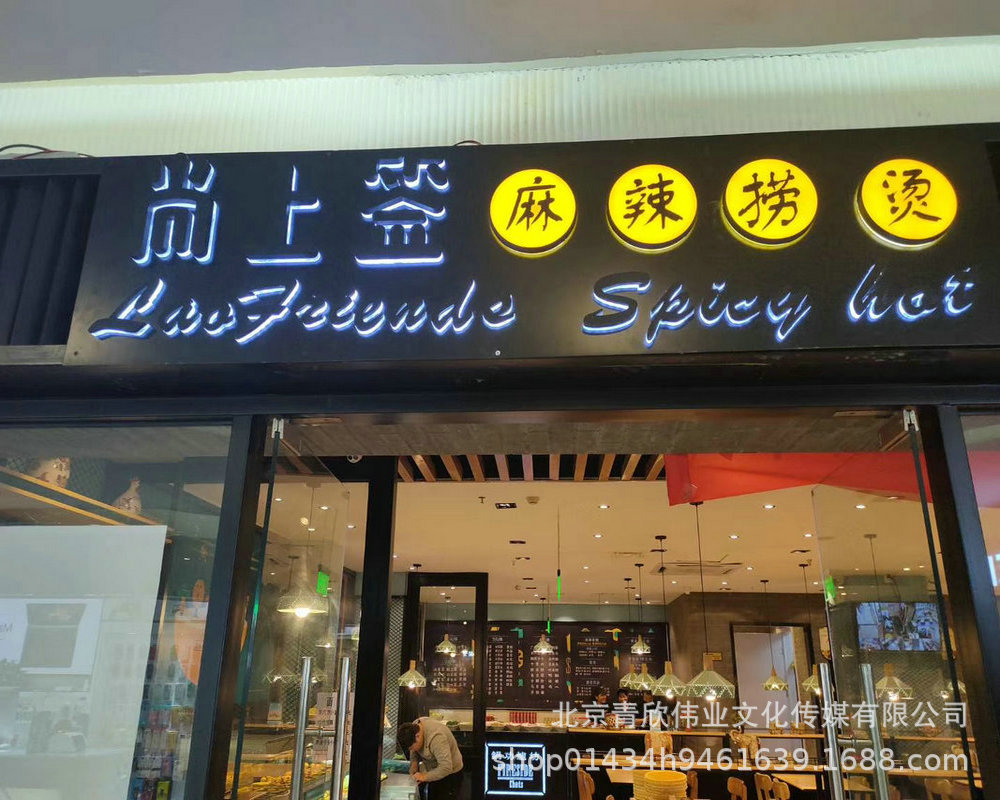 尚上签 麻辣捞烫
LaoFriende Spicy hot
北京青欣伟业文化传媒有限公司
shop01434h9461639.1688.com